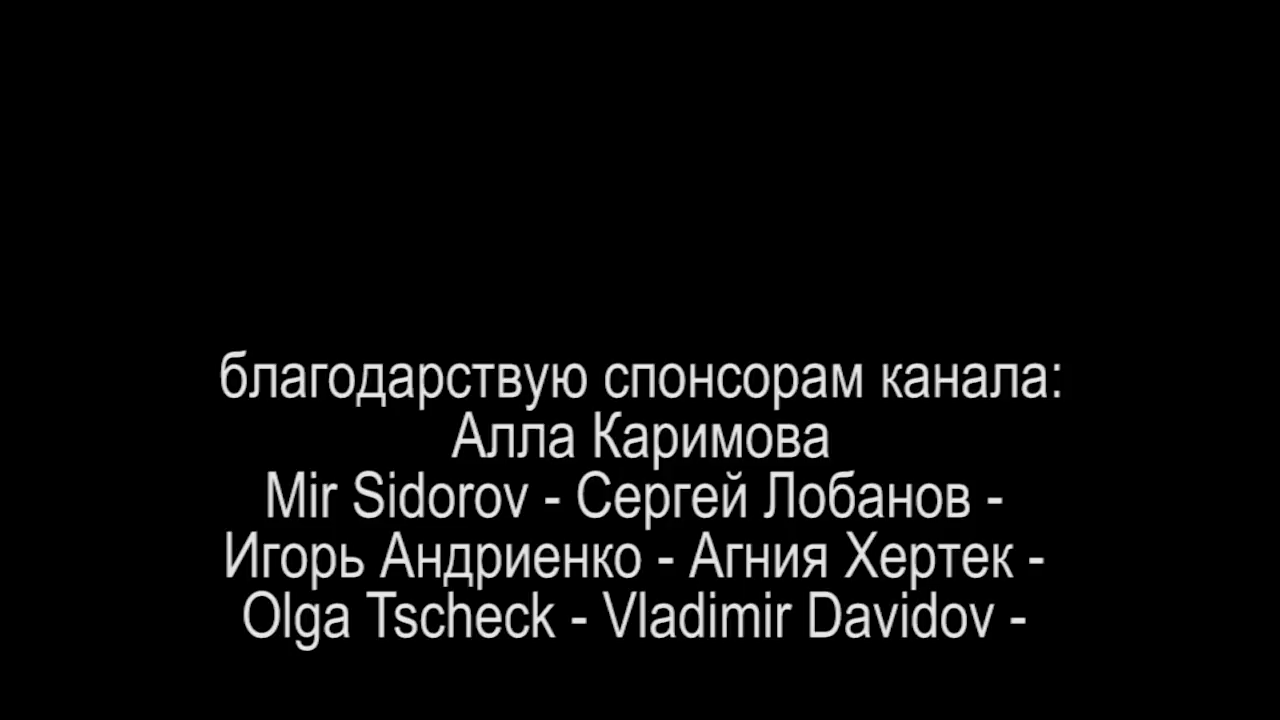 благодарствую спонсорам канала:
Алла Каримова
Mir Sidorov - Сергей Лобанов -
Игорь Андриенко - Агния Хертек -
Olga Tscheck - Vladimir Davidov -